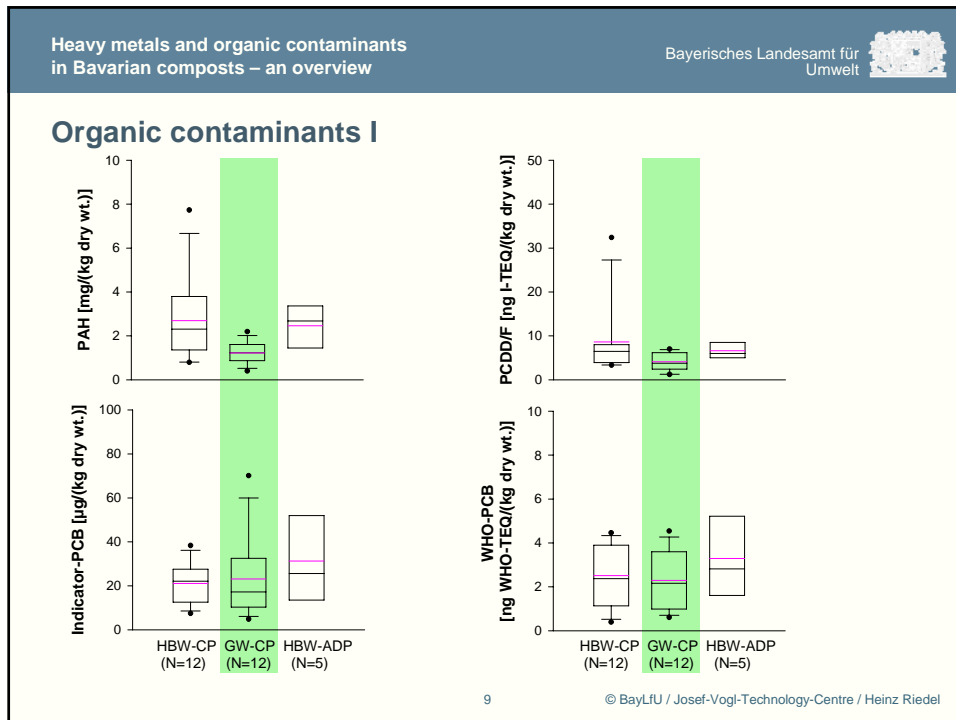 Heavy metals and organic contaminants
in Bavarian composts – an overview
Bayerisches Landesamt für
Umwelt
Organic contaminants I
PAH [mg/(kg dry wt.)]
10
8
6
4
2
0
PCDD/F [ng I-TEQ/(kg dry wt.)]
50
40
30
20
10
0
Indicator-PCB [µg/(kg dry wt.)]
100
80
60
40
20
0
HBW-CP GW-CP HBW-ADP
(N=12) (N=12) (N=5)
WHO-PCB
[ng WHO-TEQ/(kg dry wt.)]
10
8
6
4
2
0
HBW-CP GW-CP HBW-ADP
(N=12) (N=12) (N=5)
9
© BayLfU / Josef-Vogl-Technology-Centre / Heinz Riedel